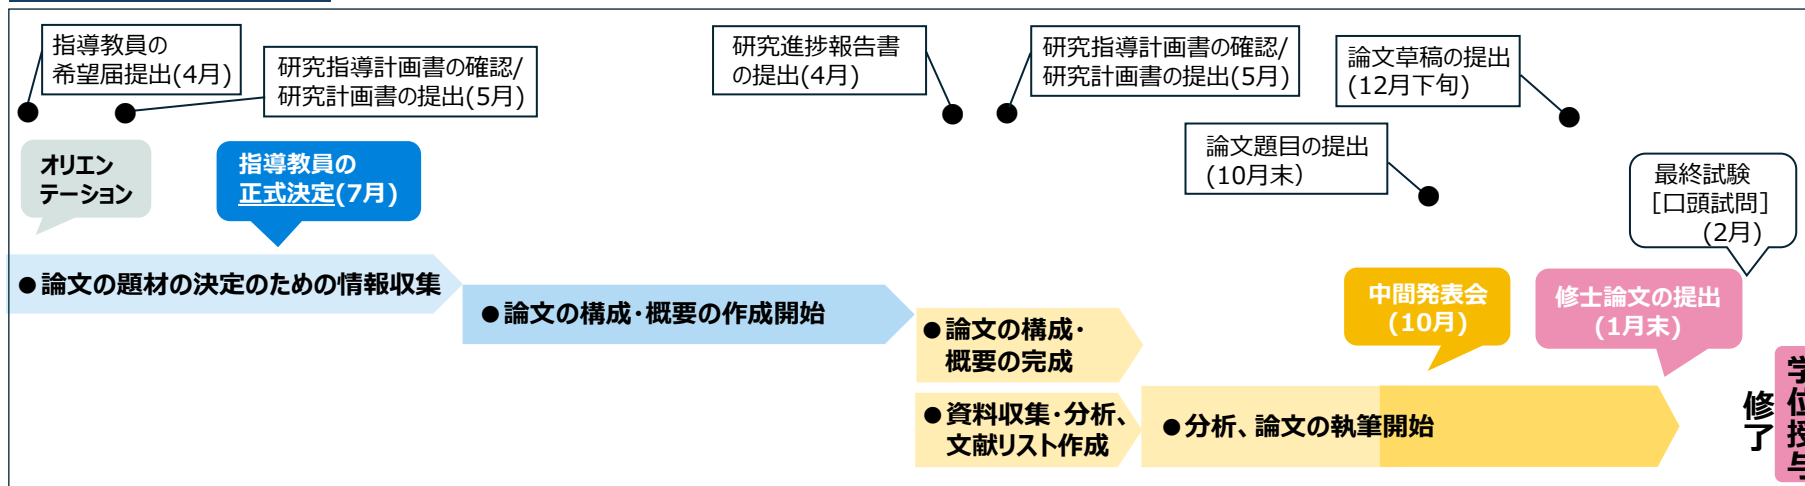 指導教員の
希望届提出(4月)
研究指導計画書の確認/
研究計画書の提出(5月)
研究進捗報告書
の提出(4月)
研究指導計画書の確認/
研究計画書の提出(5月)
論文草稿の提出
(12月下旬)
論文題目の提出
(10月末)
最終試験
[口頭試問]
(2月)
オリエン
テーション
指導教員の
正式決定(7月)
●論文の題材の決定のための情報収集
●論文の構成・概要の作成開始
●論文の構成・
概要の完成
●資料収集・分析、
文献リスト作成
●分析、論文の執筆開始
中間発表会
(10月)
修士論文の提出
(1月末)
修了
学位授与